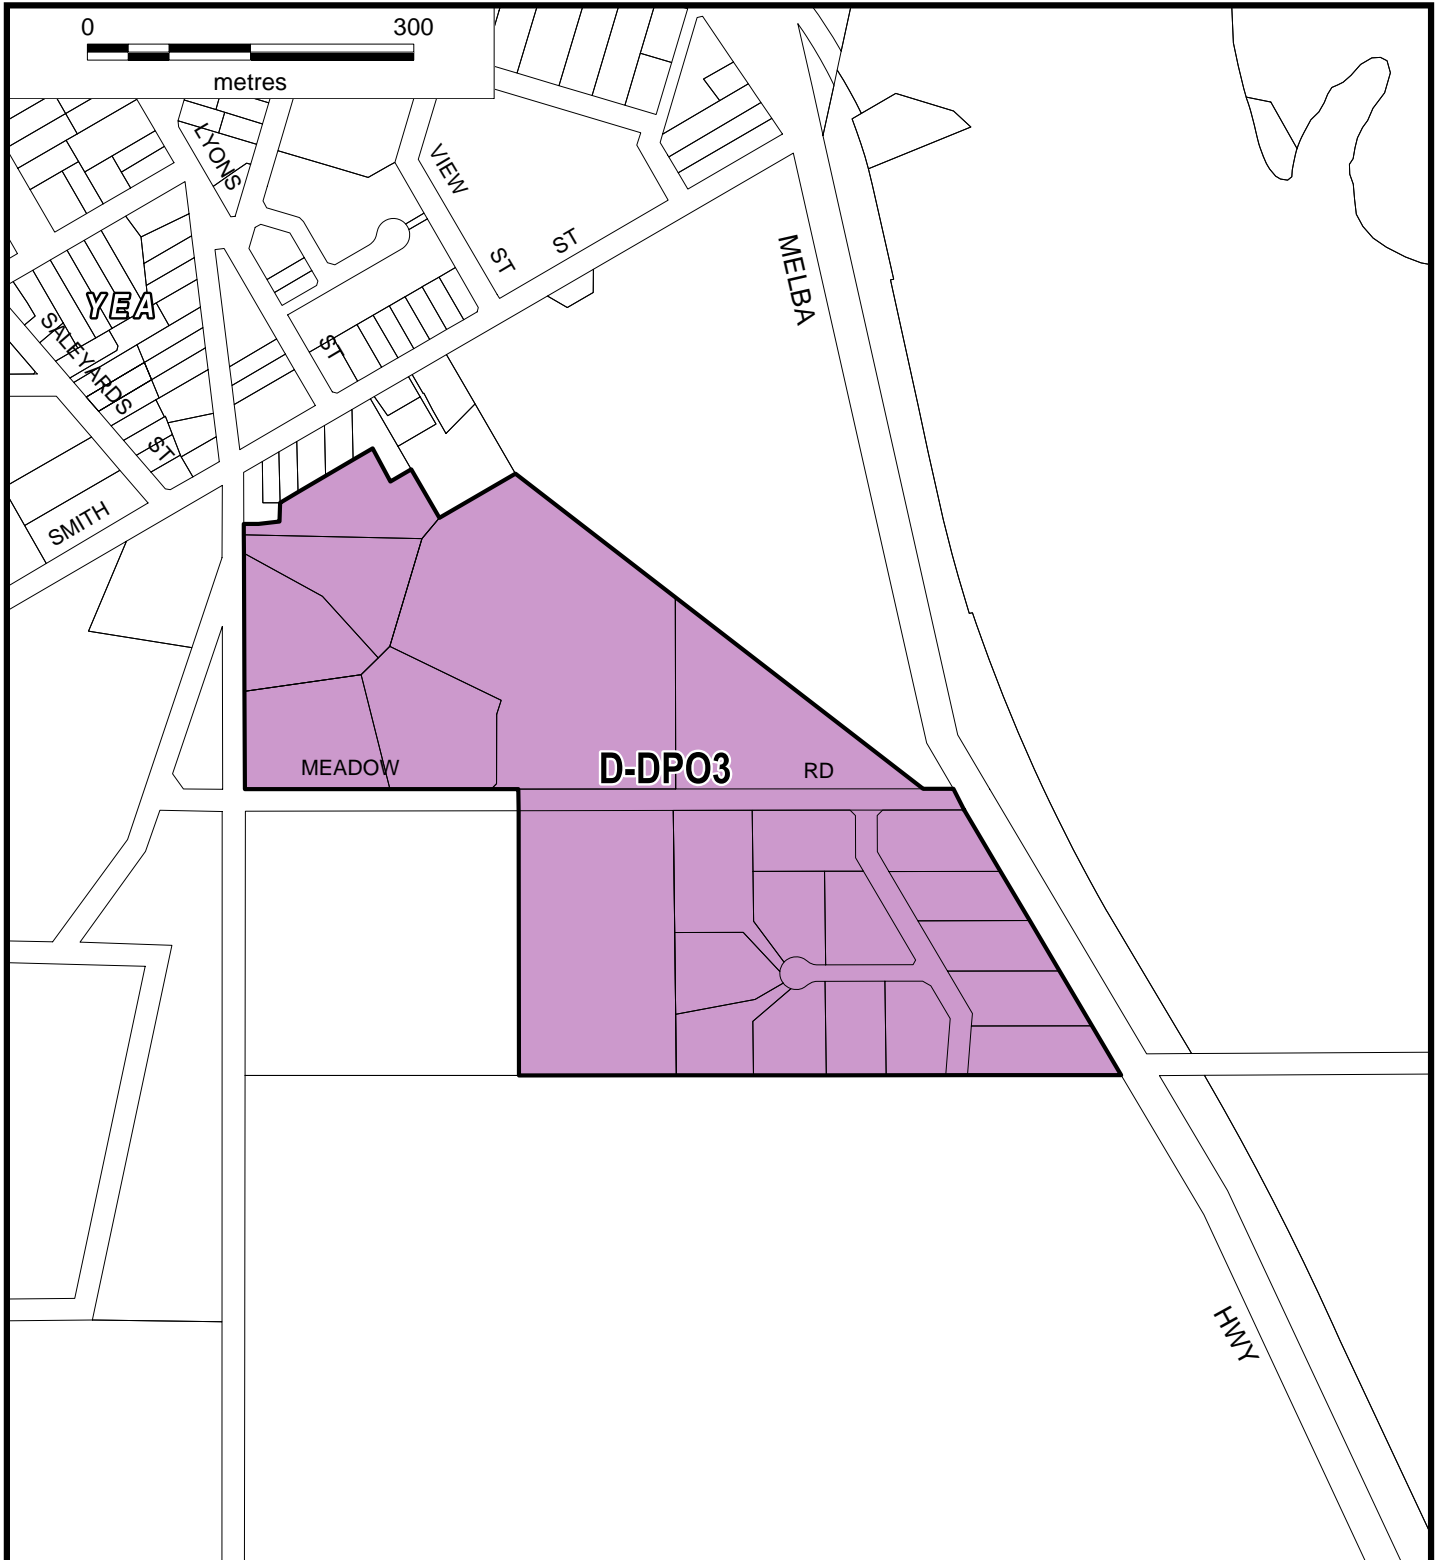 0 300
metres
LYONS
VIEW
ST
ST
MELBA
YEA
SALEYARDS
ST
ST
SMITH
MEADOW
D-DPO3
RD
HWY